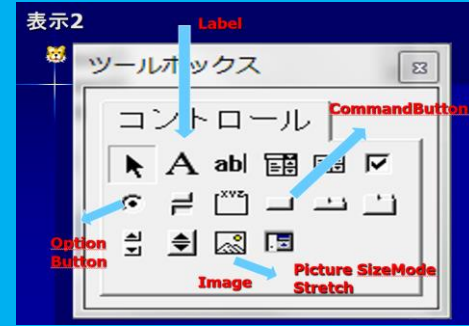 表示2
Label
ツールボックス
コントロール
CommandButton
A abl
xyz
Option
Button
Image
Picture SizeMode
Stretch